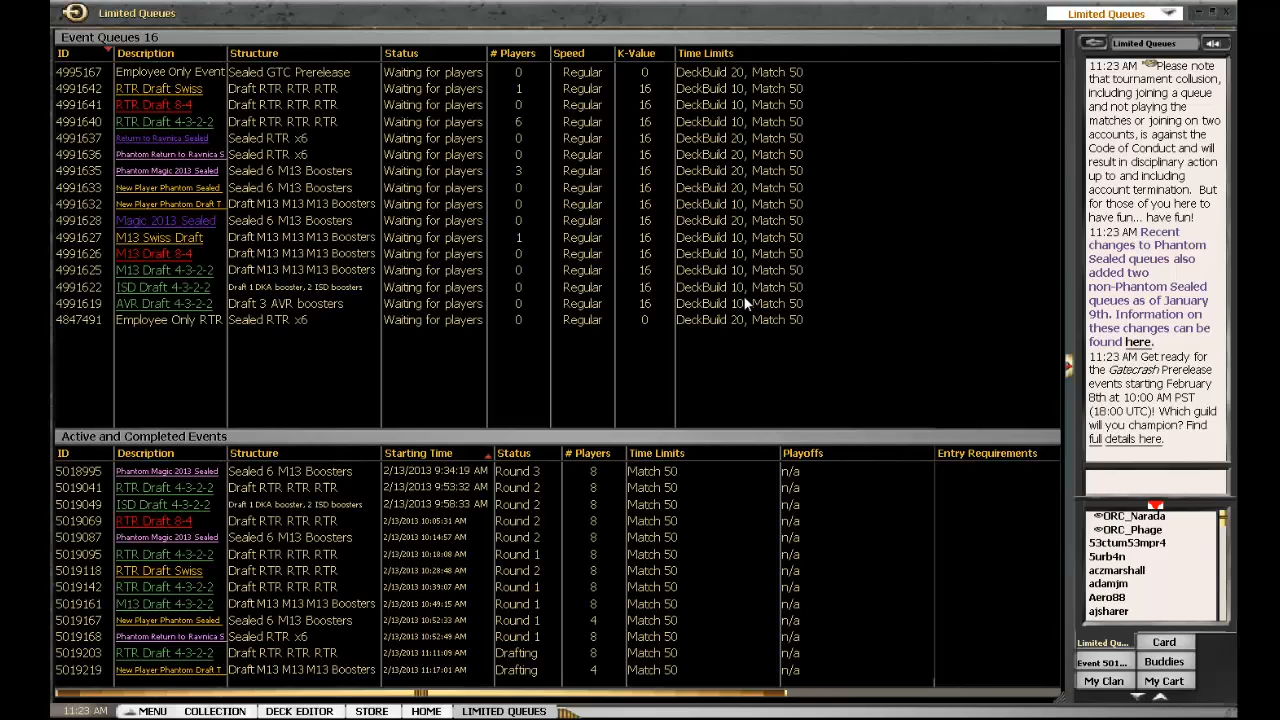 Limited Queues
Limited Queues
Event Queues 16
ID Description Structure Status # Players Speed K-Value Time Limits
4995167 Employee Only Event Sealed GTC Prerelease Waiting for players 0 Regular 0 DeckBuild 20, Match 50
4991642 RTR Draft Swiss Draft RTR RTR RTR Waiting for players 1 Regular 16 DeckBuild 10, Match 50
4991641 RTR Draft 8-4 Draft RTR RTR RTR Waiting for players 0 Regular 16 DeckBuild 10, Match 50
4991640 RTR Draft 4-3-2-2 Draft RTR RTR RTR Waiting for players 6 Regular 16 DeckBuild 10, Match 50
4991637 Return to Ravnica Sealed Sealed RTR x6 Waiting for players 0 Regular 16 DeckBuild 20, Match 50
4991636 Phantom Return to Ravnica S Sealed RTR x6 Waiting for players 0 Regular 16 DeckBuild 20, Match 50
4991635 Phantom Magic 2013 Sealed Sealed 6 M13 Boosters Waiting for players 3 Regular 16 DeckBuild 20, Match 50
4991633 New Player Phantom Sealed Sealed 6 M13 Boosters Waiting for players 0 Regular 16 DeckBuild 20, Match 50
4991632 New Player Phantom Draft T Draft M13 M13 M13 Boosters Waiting for players 0 Regular 16 DeckBuild 10, Match 50
4991628 Magic 2013 Sealed Sealed 6 M13 Boosters Waiting for players 0 Regular 16 DeckBuild 20, Match 50
4991627 M13 Swiss Draft Draft M13 M13 M13 Boosters Waiting for players 1 Regular 16 DeckBuild 10, Match 50
4991626 M13 Draft 8-4 Draft M13 M13 M13 Boosters Waiting for players 0 Regular 16 DeckBuild 10, Match 50
4991625 M13 Draft 4-3-2-2 Draft M13 M13 M13 Boosters Waiting for players 0 Regular 16 DeckBuild 10, Match 50
4991622 ISD Draft 4-3-2-2 Draft 1 DKA booster, 2 ISD boosters Waiting for players 0 Regular 16 DeckBuild 10, Match 50
4991619 AVR Draft 4-3-2-2 Draft 3 AVR boosters Waiting for players 0 Regular 16 DeckBuild 10, Match 50
4847491 Employee Only RTR Sealed RTR x6 Waiting for players 0 Regular 0 DeckBuild 20, Match 50
Active and Completed Events
ID Description Structure Starting Time Status # Players Time Limits Playoffs Entry Requirements
5018995 Phantom Magic 2013 Sealed Sealed 6 M13 Boosters 2/13/2013 9:34:19 AM Round 3 8 Match 50 n/a
5019041 RTR Draft 4-3-2-2 Draft RTR RTR RTR 2/13/2013 9:53:32 AM Round 2 8 Match 50 n/a
5019049 ISD Draft 4-3-2-2 Draft 1 DKA booster, 2 ISD boosters 2/13/2013 9:58:33 AM Round 2 8 Match 50 n/a
5019069 RTR Draft 8-4 Draft RTR RTR RTR 2/13/2013 10:05:31 AM Round 2 8 Match 50 n/a
5019087 Phantom Magic 2013 Sealed Sealed 6 M13 Boosters 2/13/2013 10:14:57 AM Round 2 8 Match 50 n/a
5019095 RTR Draft 4-3-2-2 Draft RTR RTR RTR 2/13/2013 10:18:08 AM Round 1 8 Match 50 n/a
5019118 RTR Draft Swiss Draft RTR RTR RTR 2/13/2013 10:28:48 AM Round 2 8 Match 50 n/a
5019142 RTR Draft 4-3-2-2 Draft RTR RTR RTR 2/13/2013 10:39:07 AM Round 1 8 Match 50 n/a
5019161 M13 Draft 4-3-2-2 Draft M13 M13 M13 Boosters 2/13/2013 10:49:15 AM Round 1 8 Match 50 n/a
5019167 New Player Phantom Sealed Sealed 6 M13 Boosters 2/13/2013 10:52:33 AM Round 1 4 Match 50 n/a
5019168 Phantom Return to Ravnica S Sealed RTR x6 2/13/2013 10:52:49 AM Round 1 8 Match 50 n/a
5019203 RTR Draft 4-3-2-2 Draft RTR RTR RTR 2/13/2013 11:11:09 AM Drafting 8 Match 50 n/a
5019219 New Player Phantom Draft T Draft M13 M13 M13 Boosters 2/13/2013 11:17:01 AM Drafting 4 Match 50 n/a
Limited Queues
11:23 AM Please note
that tournament collusion,
including joining a queue
and not playing the
matches or joining on two
accounts, is against the
Code of Conduct and will
result in disciplinary action
up to and including
account termination. But
for those of you here to
have fun... have fun!
11:23 AM Recent
changes to Phantom
Sealed queues also
added two
non-Phantom Sealed
queues as of January
9th. Information on
these changes can be
found here.
11:23 AM Get ready for
the Gatecrash Prerelease
events starting February
8th at 10:00 AM PST
(18:00 UTC)! Which guild
will you champion? Find
full details here.
ORC_Narada
ORC_Phage
53ctum53mpr4
5urb4n
aczmarshall
adamjm
Aero88
ajsharer
Limited Qu... Card
Event 501... Buddies
My Clan My Cart
11:23 AM MENU COLLECTION DECK EDITOR STORE HOME LIMITED QUEUES